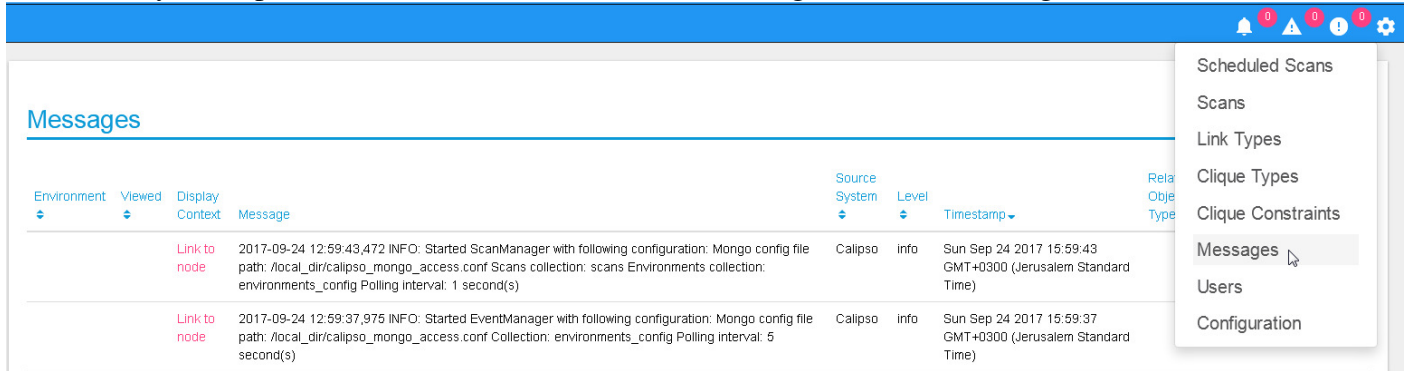 0 0 0
Scheduled Scans
Scans
Link Types
Clique Types
Clique Constraints
Messages
Users
Configuration
Messages
Environment Viewed Display Context Message Source System Level Timestamp
Link to node
2017-09-24 12:59:43,472 INFO: Started ScanManager with following configuration: Mongo config file
path: /local_dir/calipso_mongo_access.conf Scans collection: scans Environments collection:
environments_config Polling interval: 1 second(s)
Calipso info
Sun Sep 24 2017 15:59:43
GMT+0300 (Jerusalem Standard
Time)
Link to node
2017-09-24 12:59:37,975 INFO: Started EventManager with following configuration: Mongo config file
path: /local_dir/calipso_mongo_access.conf Collection: environments_config Polling interval: 5
second(s)
Calipso info
Sun Sep 24 2017 15:59:37
GMT+0300 (Jerusalem Standard
Time)